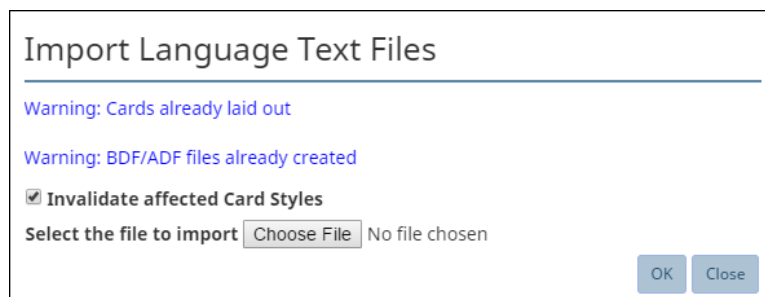 Import Language Text Files
Warning: Cards already laid out
Warning: BDF/ADF files already created
Invalidate affected Card Styles
Select the file to import Choose File No file chosen
OK Close